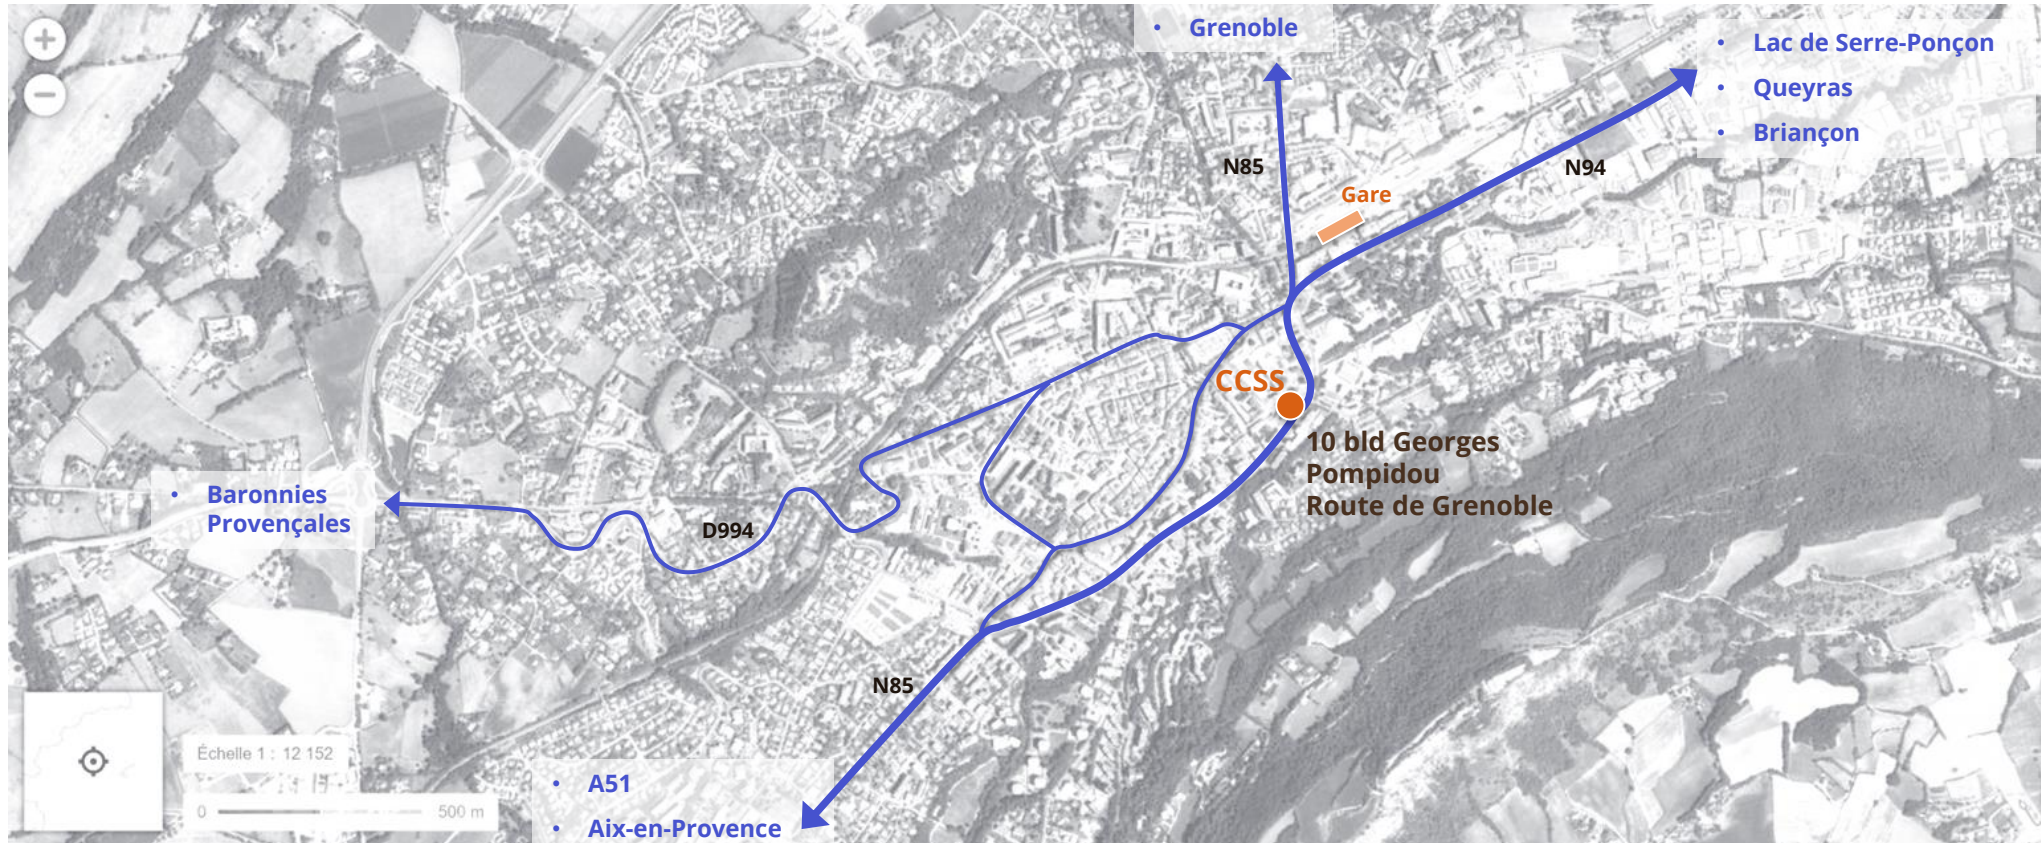 +
−
• Grenoble
• Lac de Serre-Ponçon
• Queyras
• Briançon
N85
N94
Gare
CCSS
10 bld Georges
Pompidou
Route de Grenoble
• Baronnies
Provençales
D994
N85
Échelle 1 : 12 152
0 500 m
• A51
• Aix-en-Provence